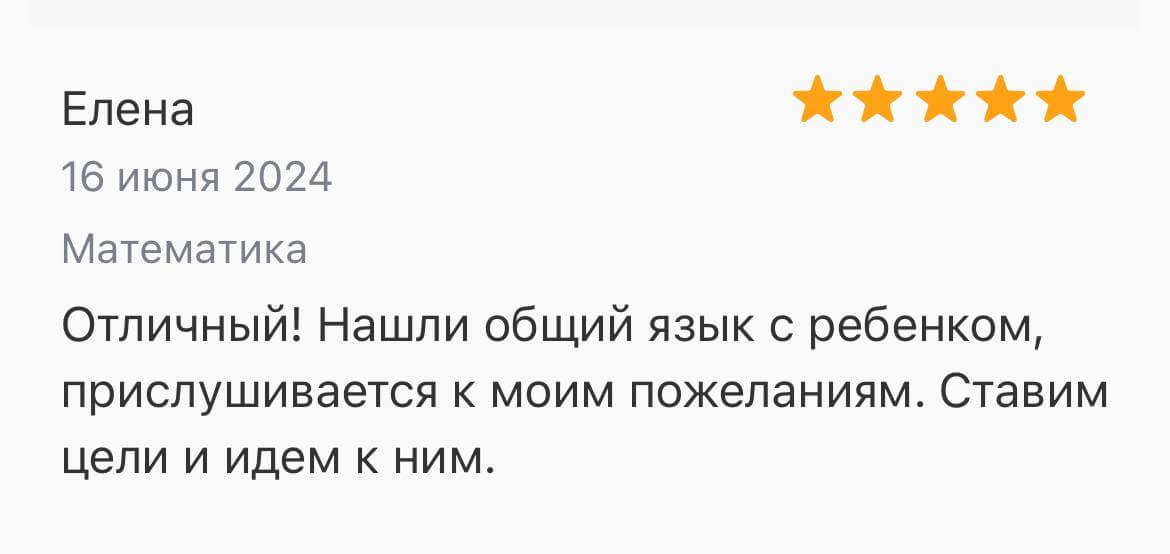 Елена
16 июня 2024
Математика
Отличный! Нашли общий язык с ребенком,
прислушивается к моим пожеланиям. Ставим
цели и идем к ним.